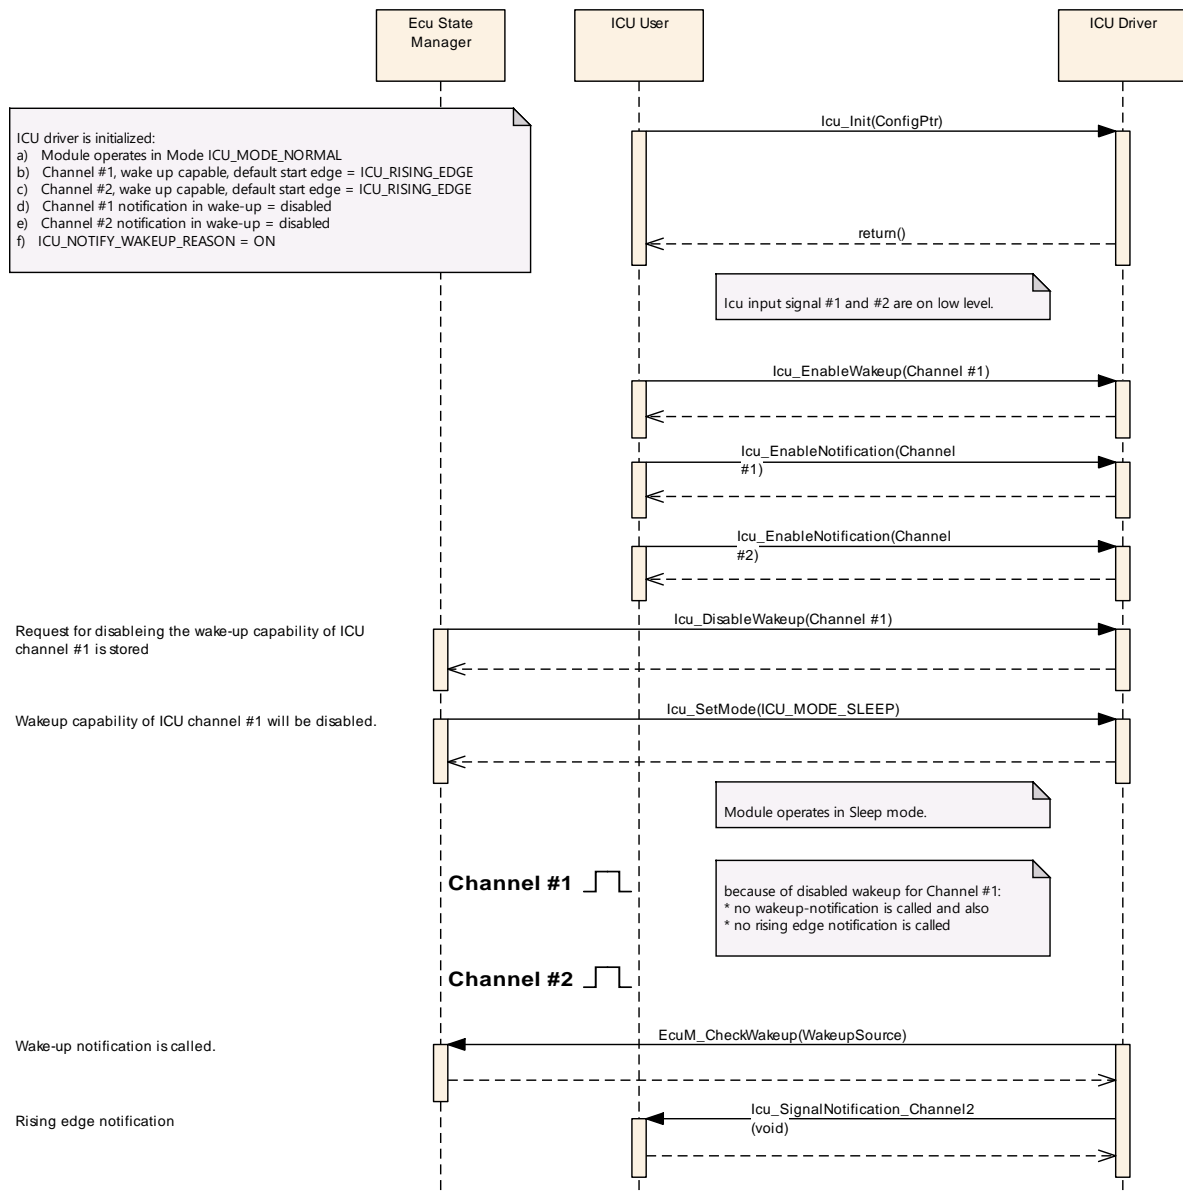 Ecu State
Manager
ICU User
ICU Driver
ICU driver is initialized:
a) Module operates in Mode ICU_MODE_NORMAL
b) Channel #1, wake up capable, default start edge = ICU_RISING_EDGE
c) Channel #2, wake up capable, default start edge = ICU_RISING_EDGE
d) Channel #1 notification in wake-up = disabled
e) Channel #2 notification in wake-up = disabled
f) ICU_NOTIFY_WAKEUP_REASON = ON
Icu_Init(ConfigPtr)
return()
Icu input signal #1 and #2 are on low level.
Icu_EnableWakeup(Channel #1)
Icu_EnableNotification(Channel
#1)
Icu_EnableNotification(Channel
#2)
Request for disableing the wake-up capability of ICU
channel #1 is stored
Icu_DisableWakeup(Channel #1)
Wakeup capability of ICU channel #1 will be disabled.
Icu_SetMode(ICU_MODE_SLEEP)
Module operates in Sleep mode.
Channel #1
because of disabled wakeup for Channel #1:
* no wakeup-notification is called and also
* no rising edge notification is called
Channel #2
Wake-up notification is called.
EcuM_CheckWakeup(WakeupSource)
Rising edge notification
Icu_SignalNotification_Channel2
(void)